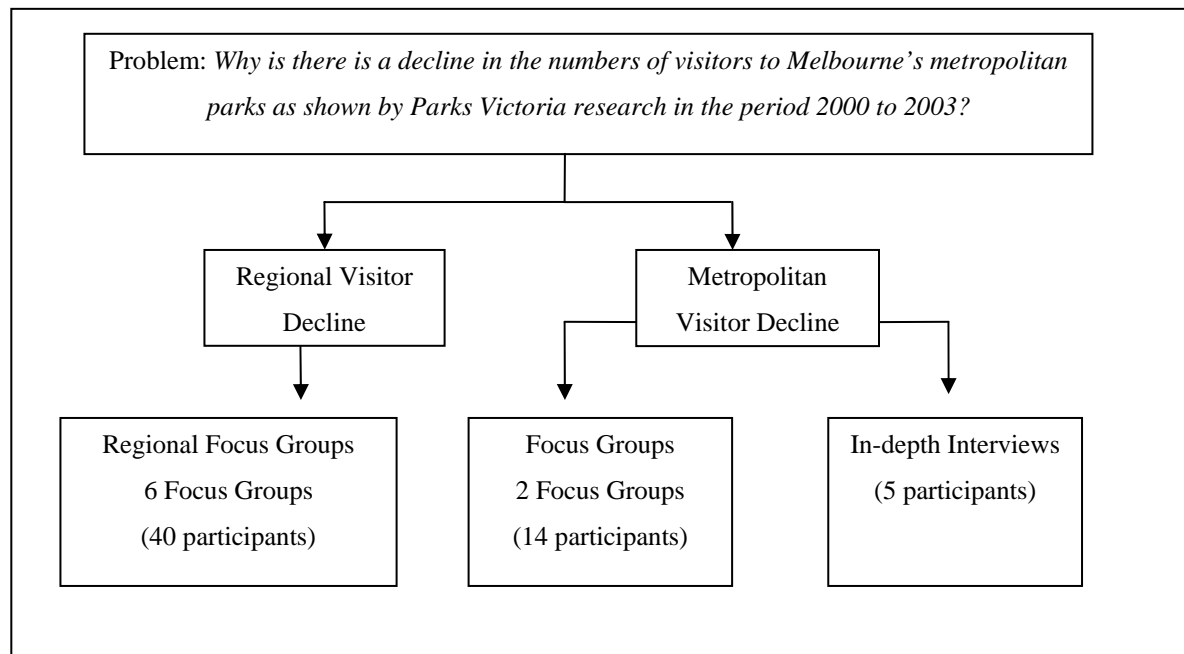 Problem: Why is there is a decline in the numbers of visitors to Melbourne's metropolitan
parks as shown by Parks Victoria research in the period 2000 to 2003?
Regional Visitor
Decline
Metropolitan
Visitor Decline
Regional Focus Groups
6 Focus Groups
(40 participants)
Focus Groups
2 Focus Groups
(14 participants)
In-depth Interviews
(5 participants)